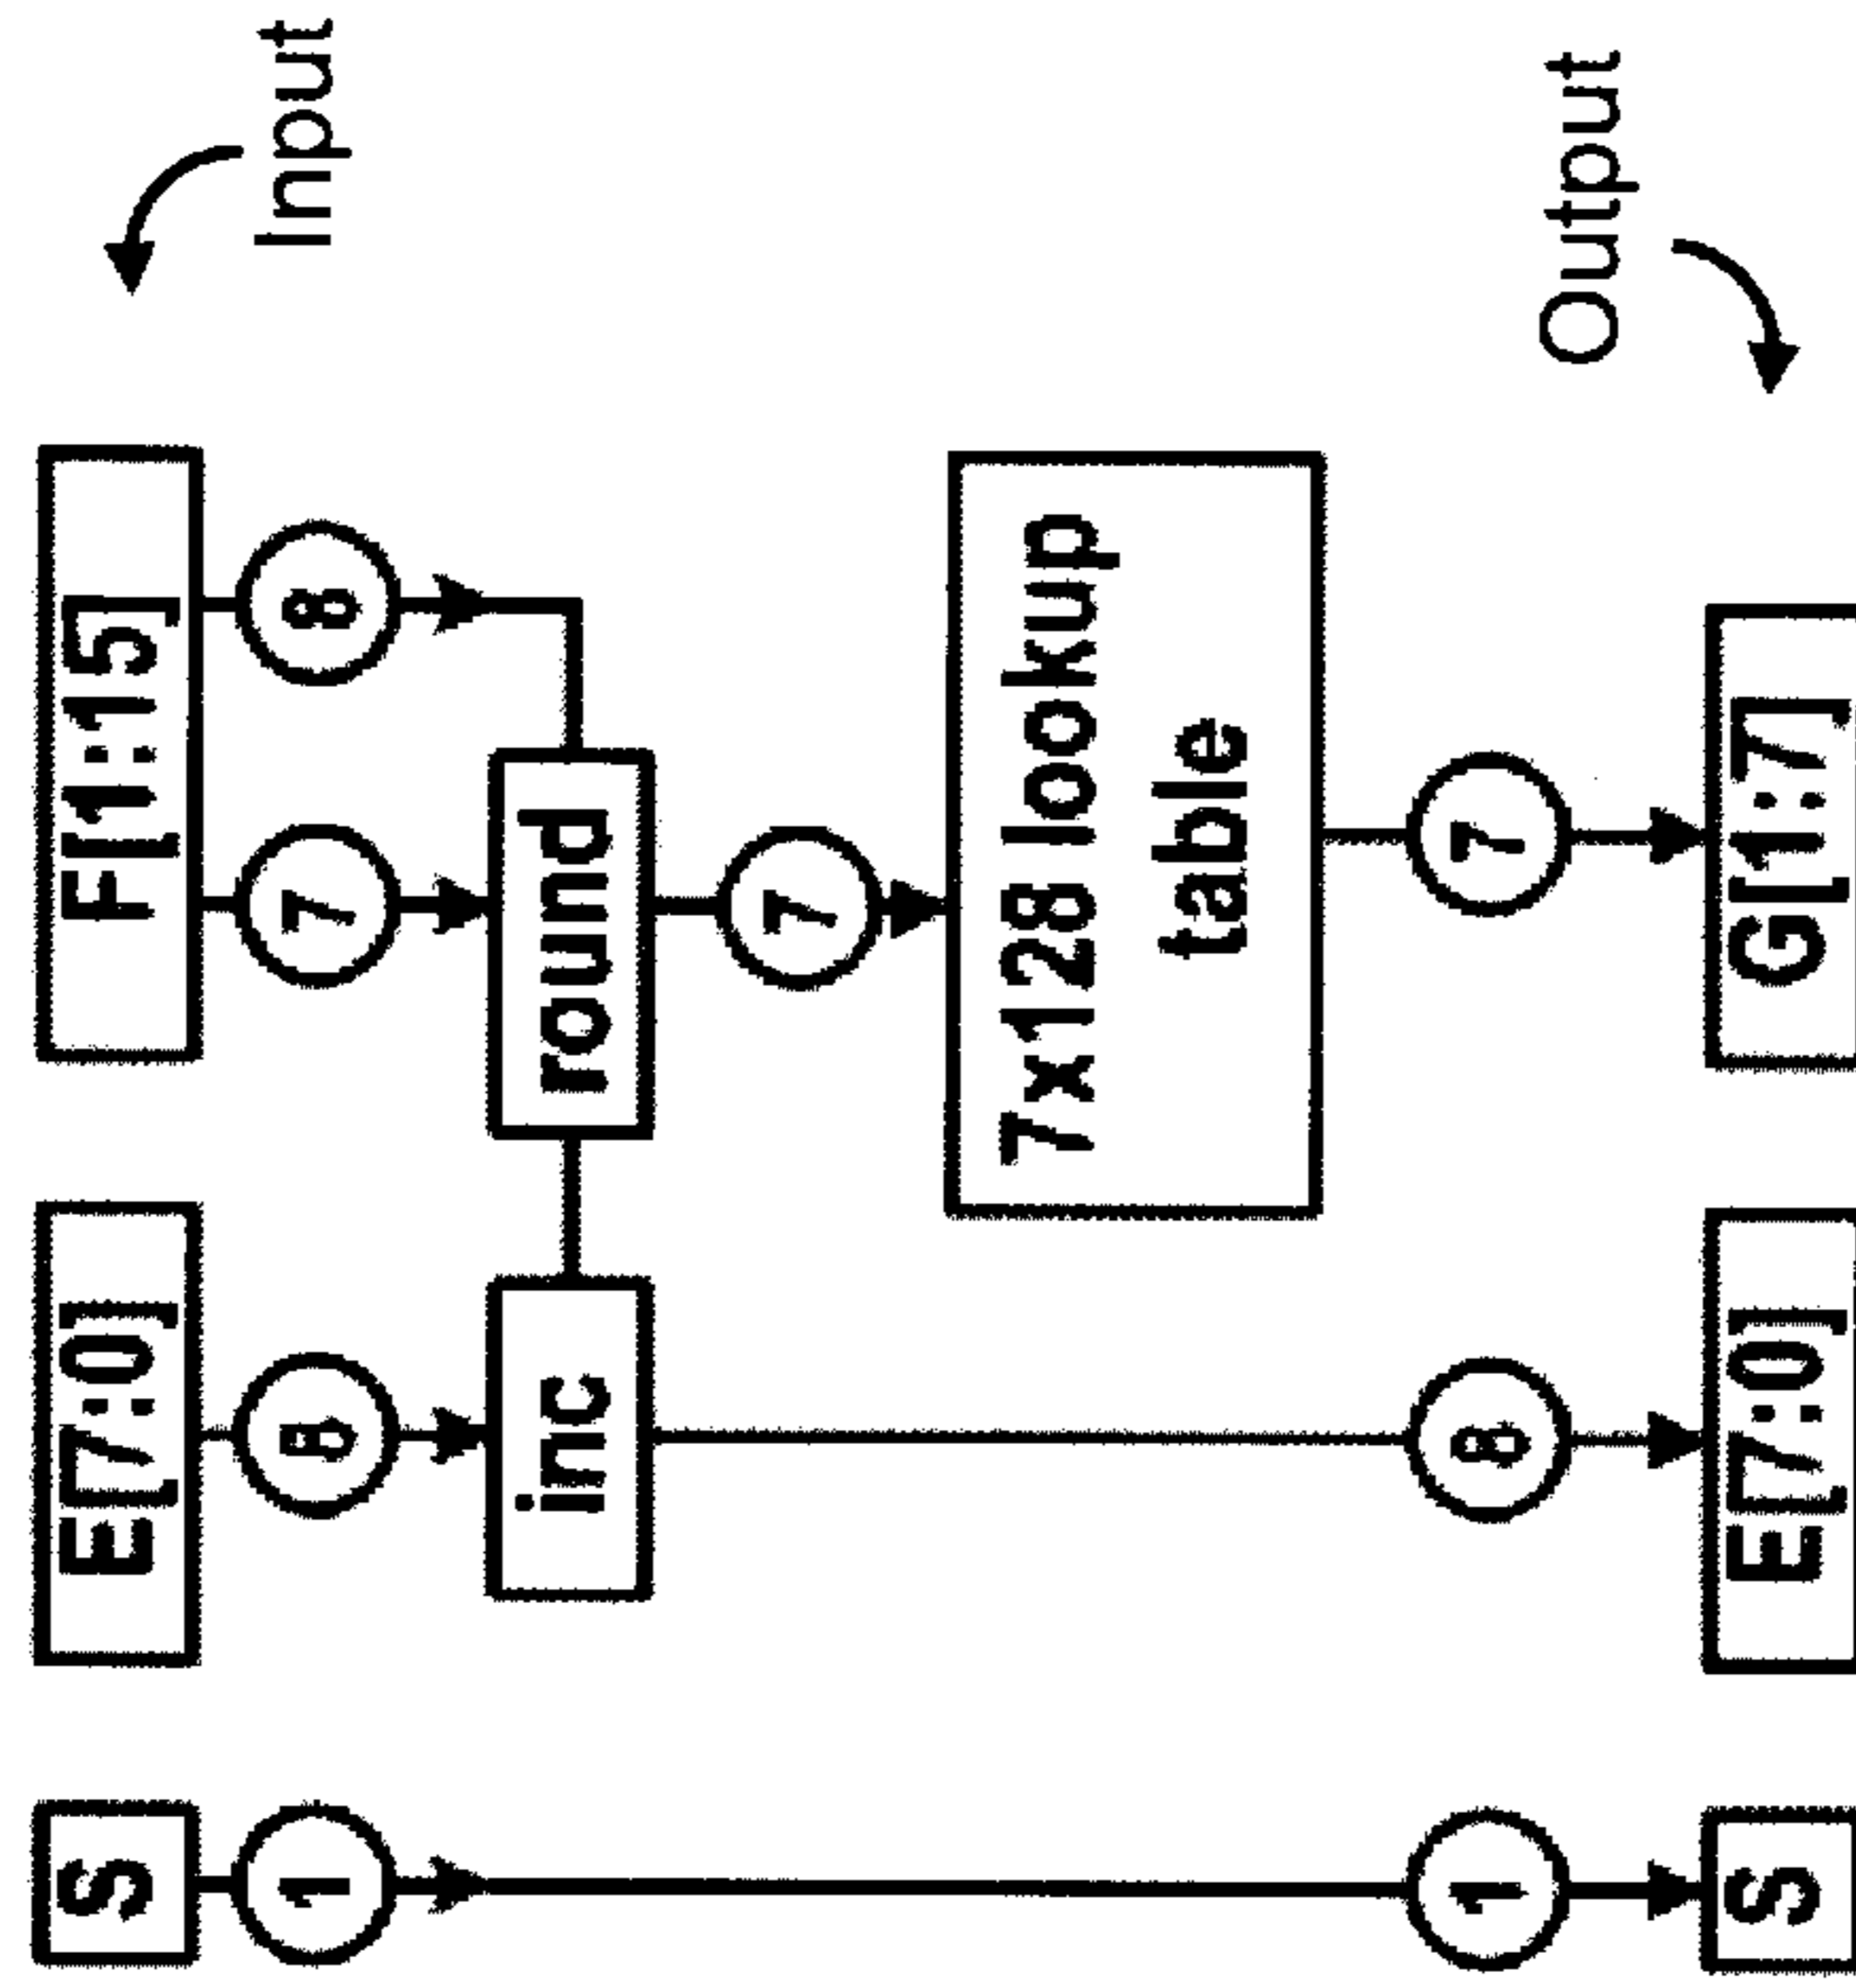 S
E[7:0]
F[1:15]
Input
1
8
7
8
inc
round
7
7x128 lookup
table
1
8
7
Output
S
E[7:0]
G[1:7]